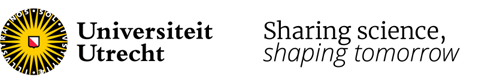 Universiteit
Utrecht
Sharing science,
shaping tomorrow